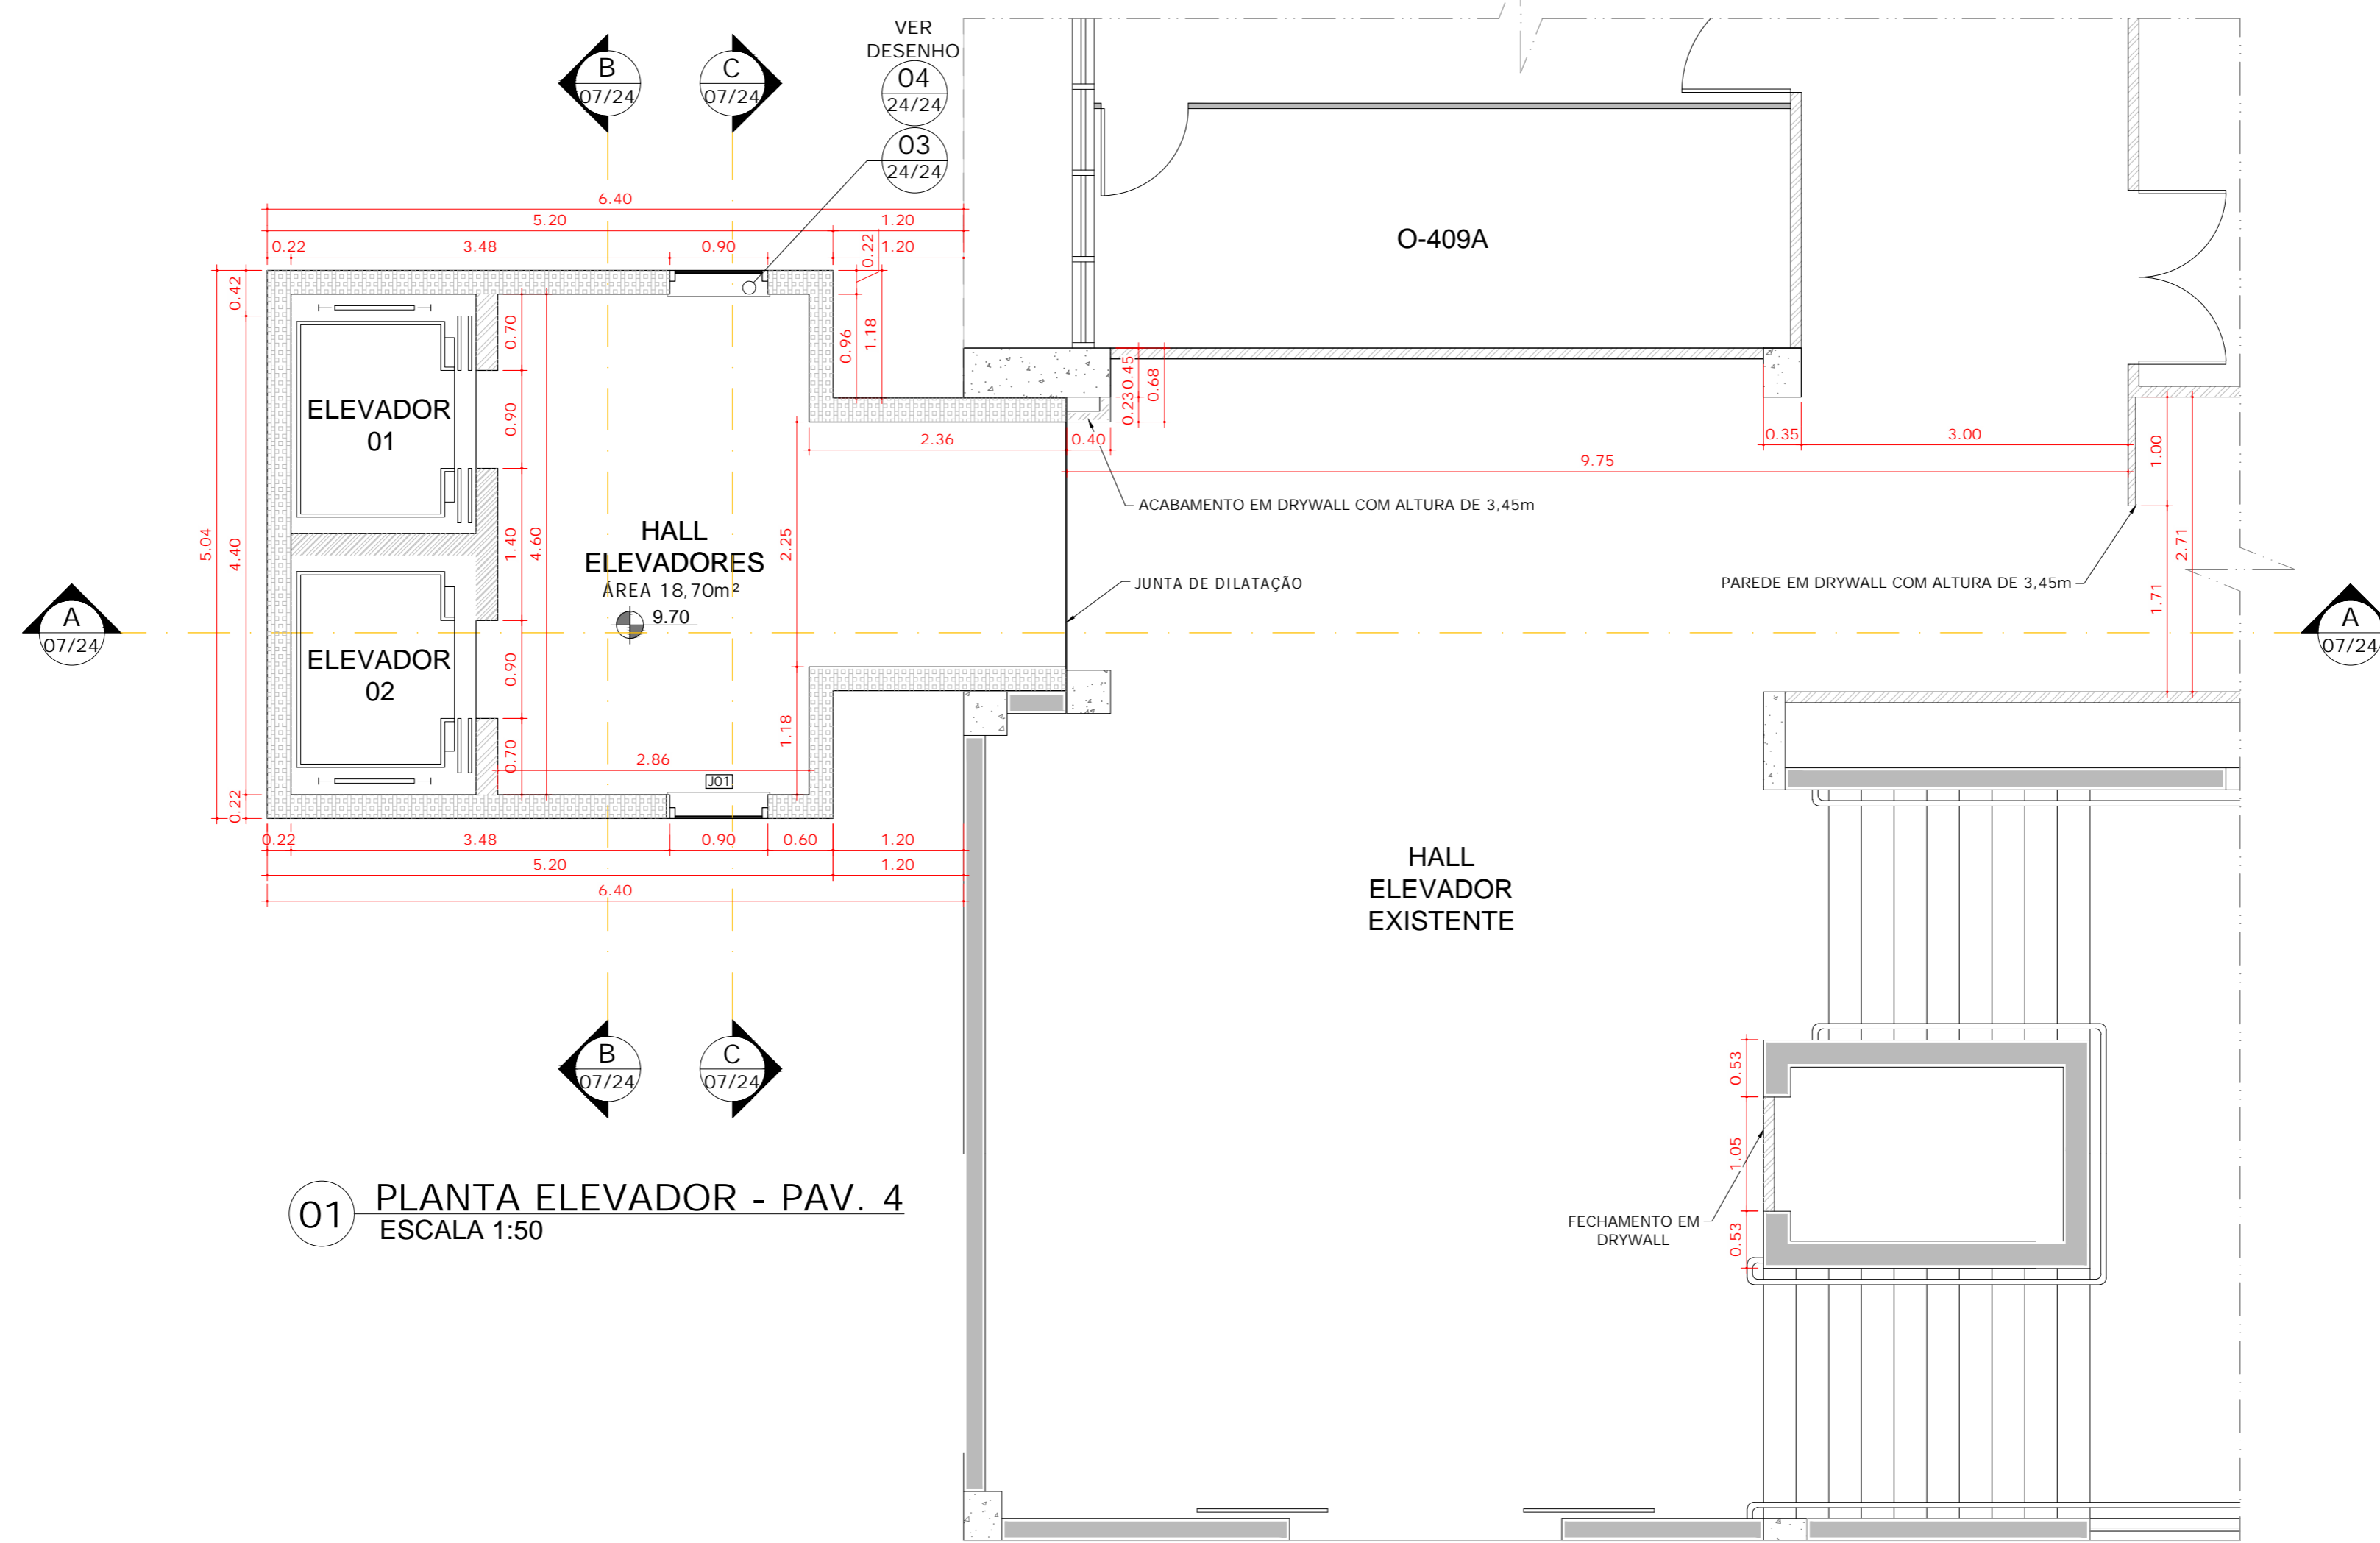 VER
DESENHO
04
24/24
03
24/24
B
07/24
C
07/24
6.40
5.20
1.20
0.22
3.48
0.90
0.22
1.20
O-409A
0.42
0.70
0.96
1.18
0.90
ELEVADOR
01
0.45
0.23
0.68
2.36
0.40
0.35
3.00
9.75
1.00
ACABAMENTO EM DRYWALL COM ALTURA DE 3,45m
5.04
4.40
1.40
4.60
HALL
ELEVADORES
ÁREA 18,70m²
9.70
2.25
2.71
JUNTA DE DILATAÇÃO
PAREDE EM DRYWALL COM ALTURA DE 3,45m
1.71
A
07/24
A
07/24
ELEVADOR
02
0.90
0.70
1.18
2.86
J01
0.22
0.22
3.48
0.90
0.60
1.20
5.20
1.20
6.40
HALL
ELEVADOR
EXISTENTE
B
07/24
C
07/24
0.53
1.05
0.53
FECHAMENTO EM
DRYWALL
01
PLANTA ELEVADOR - PAV. 4
ESCALA 1:50